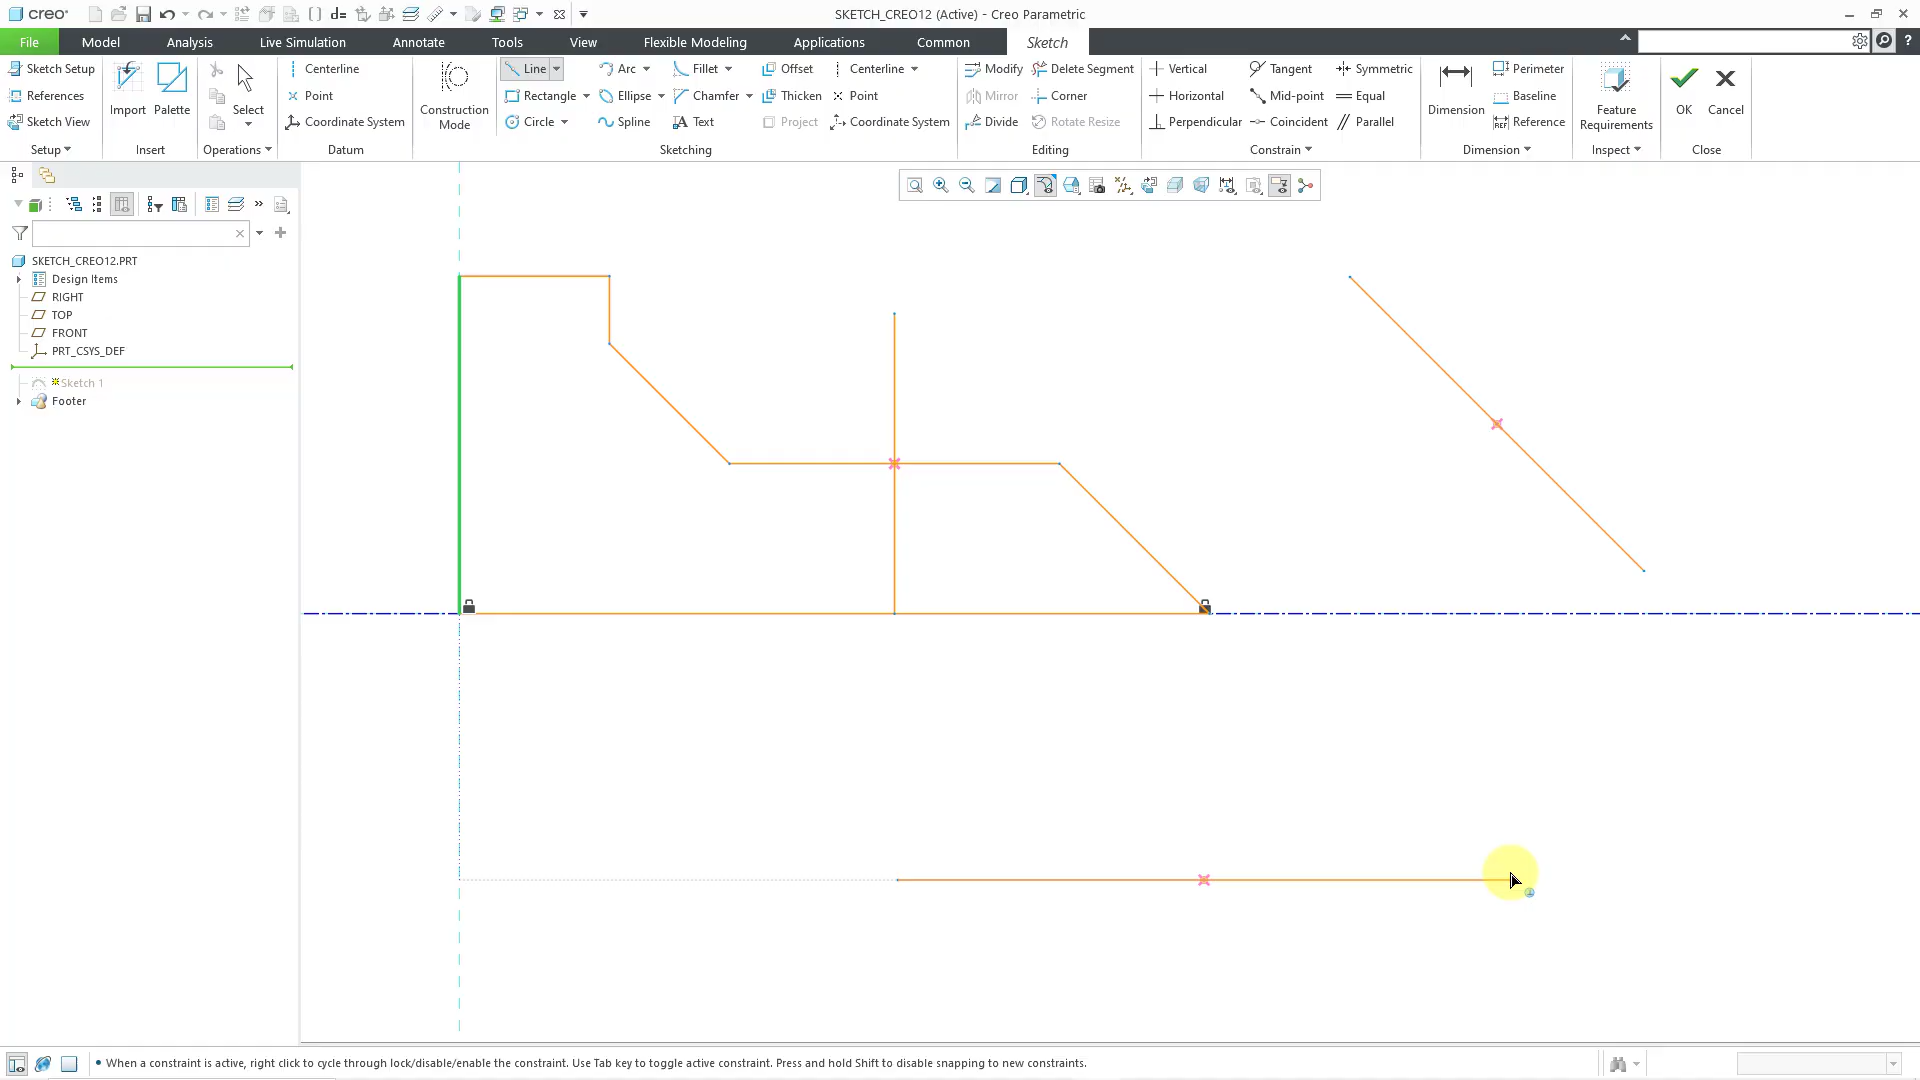 creo
d=
SKETCH_CREO12 (Active) - Creo Parametric
File Model Analysis Live Simulation Annotate Tools View Flexible Modeling Applications Common Sketch
Sketch Setup
References
Sketch View
Setup
Import
Palette
Insert
Select
Operations
Centerline
Point
Coordinate System
Datum
Construction
Mode
Line Arc Fillet Offset Centerline
Rectangle Ellipse Chamfer Thicken Point
Circle Spline Text Project Coordinate System
Sketching
Modify Delete Segment
Mirror Corner
Divide Rotate Resize
Editing
Vertical Tangent Symmetric
Horizontal Mid-point Equal
Perpendicular Coincident Parallel
Constrain
Dimension
Perimeter
Baseline
REF Reference
Dimension
Feature
Requirements
Inspect
OK
Cancel
Close
SKETCH_CREO12.PRT
Design Items
RIGHT
TOP
FRONT
PRT_CSYS_DEF
Sketch 1
Footer
• When a constraint is active, right click to cycle through lock/disable/enable the constraint. Use Tab key to toggle active constraint. Press and hold Shift to disable snapping to new constraints.